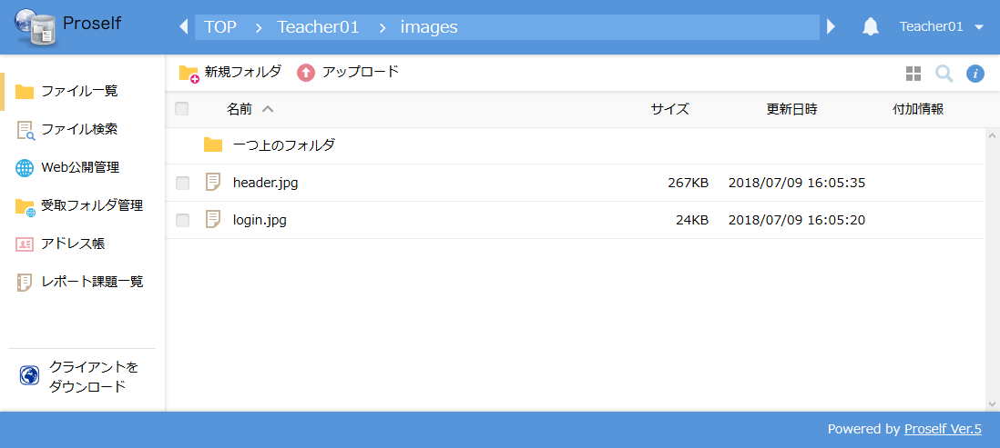 Proself
TOP > Teacher01 > images
Teacher01
新規フォルダ アップロード
ファイル一覧
ファイル検索
Web公開管理
受取フォルダ管理
アドレス帳
レポート課題一覧
クライアントを
ダウンロード
名前 サイズ 更新日時 付加情報
一つ上のフォルダ
header.jpg 267KB 2018/07/09 16:05:35
login.jpg 24KB 2018/07/09 16:05:20
Powered by Proself Ver.5